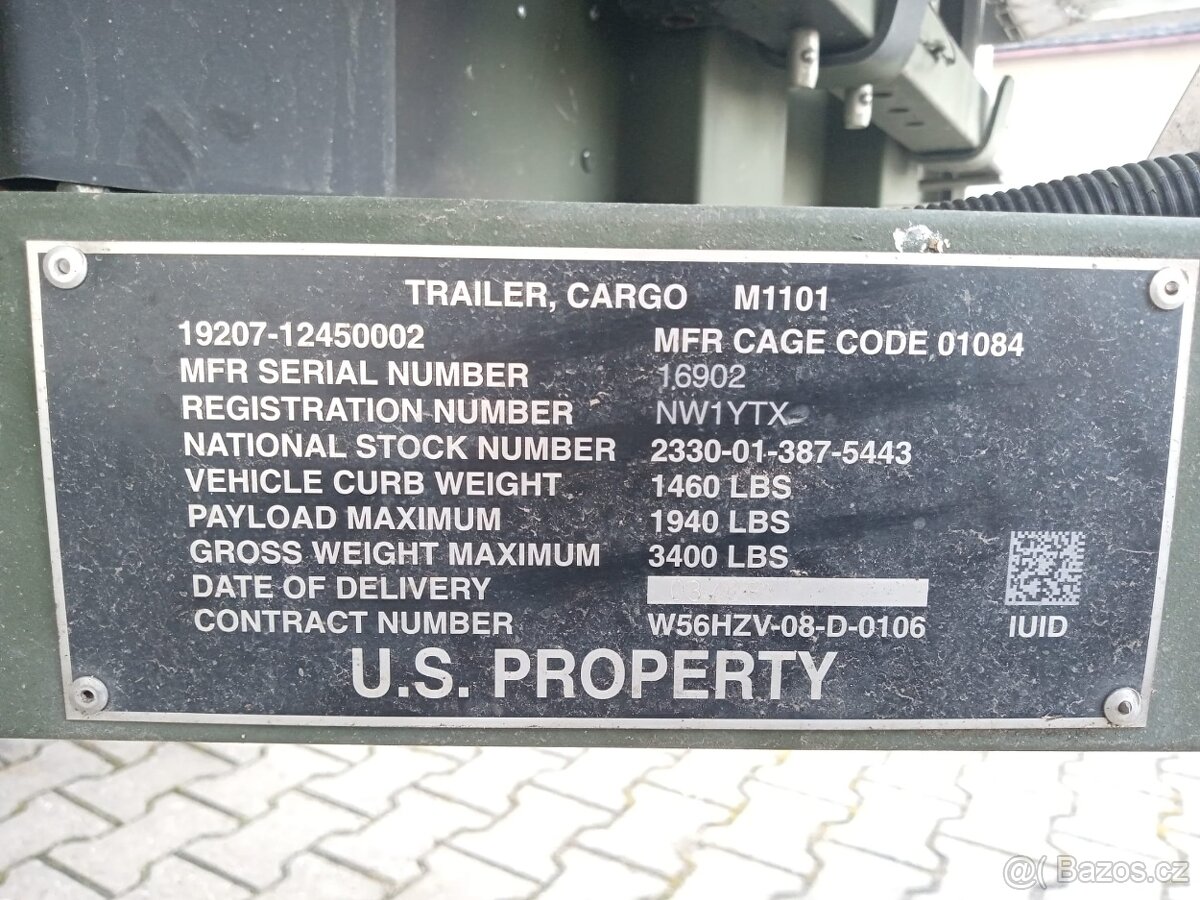 TRAILER, CARGO M1101
19207-12450002 MFR CAGE CODE 01084
MFR SERIAL NUMBER 16902
REGISTRATION NUMBER NW1YTX
NATIONAL STOCK NUMBER 2330-01-387-5443
VEHICLE CURB WEIGHT 1460 LBS
PAYLOAD MAXIMUM 1940 LBS
GROSS WEIGHT MAXIMUM 3400 LBS
DATE OF DELIVERY
CONTRACT NUMBER W56HZV-08-D-0106 IUID
U.S. PROPERTY
@( Bazos.cz